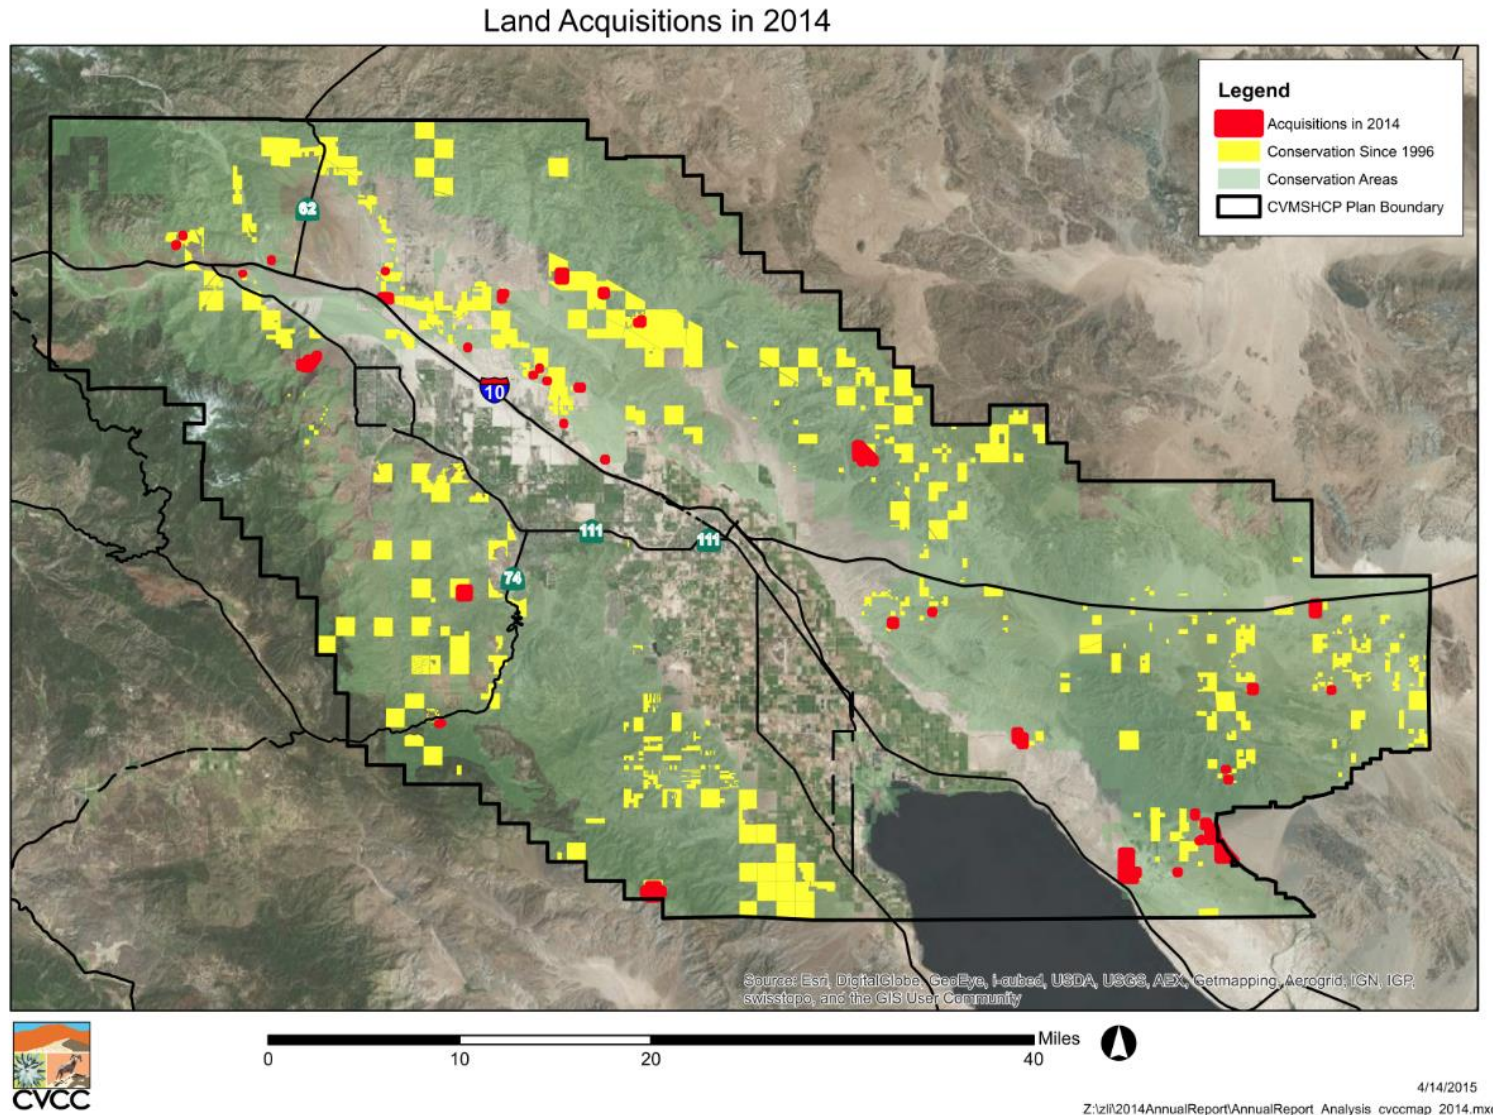 Land Acquisitions in 2014
Legend
Acquisitions in 2014
Conservation Since 1996
Conservation Areas
CVMSHCP Plan Boundary
62
10
111
111
74
Source: Esri, DigitalGlobe, GeoEye, i-cubed, USDA, USGS, AEX, Getmapping, Aerogrid, IGN, IGP,
swisstopo, and the GIS User Community
Miles
0 10 20 40
CVCC
4/14/2015
Z:\zli\2014AnnualReport\AnnualReport_Analysis_cvccmap_2014.mx